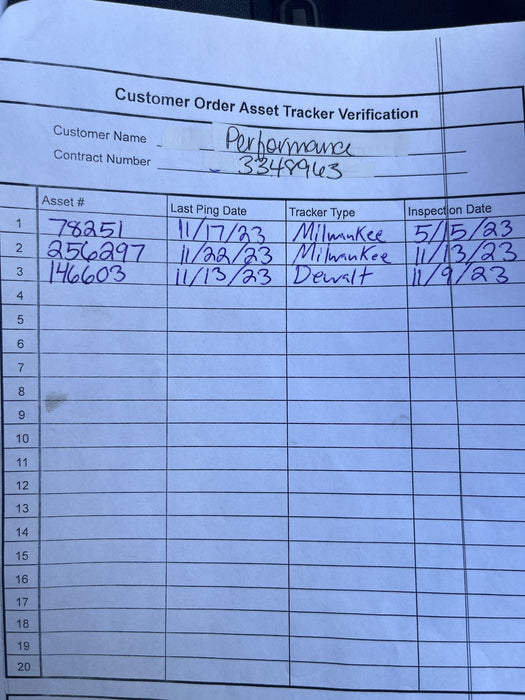 Customer Order Asset Tracker Verification
Customer Name Performance
Contract Number 3348963
Asset # Last Ping Date Tracker Type Inspection Date
1 78251 11/17/23 Milwaukee 5/15/23
2 256297 11/22/23 Milwaukee 11/13/23
3 146603 11/13/23 Dewalt 11/9/23
4
5
6
7
8
9
10
11
12
13
14
15
16
17
18
19
20